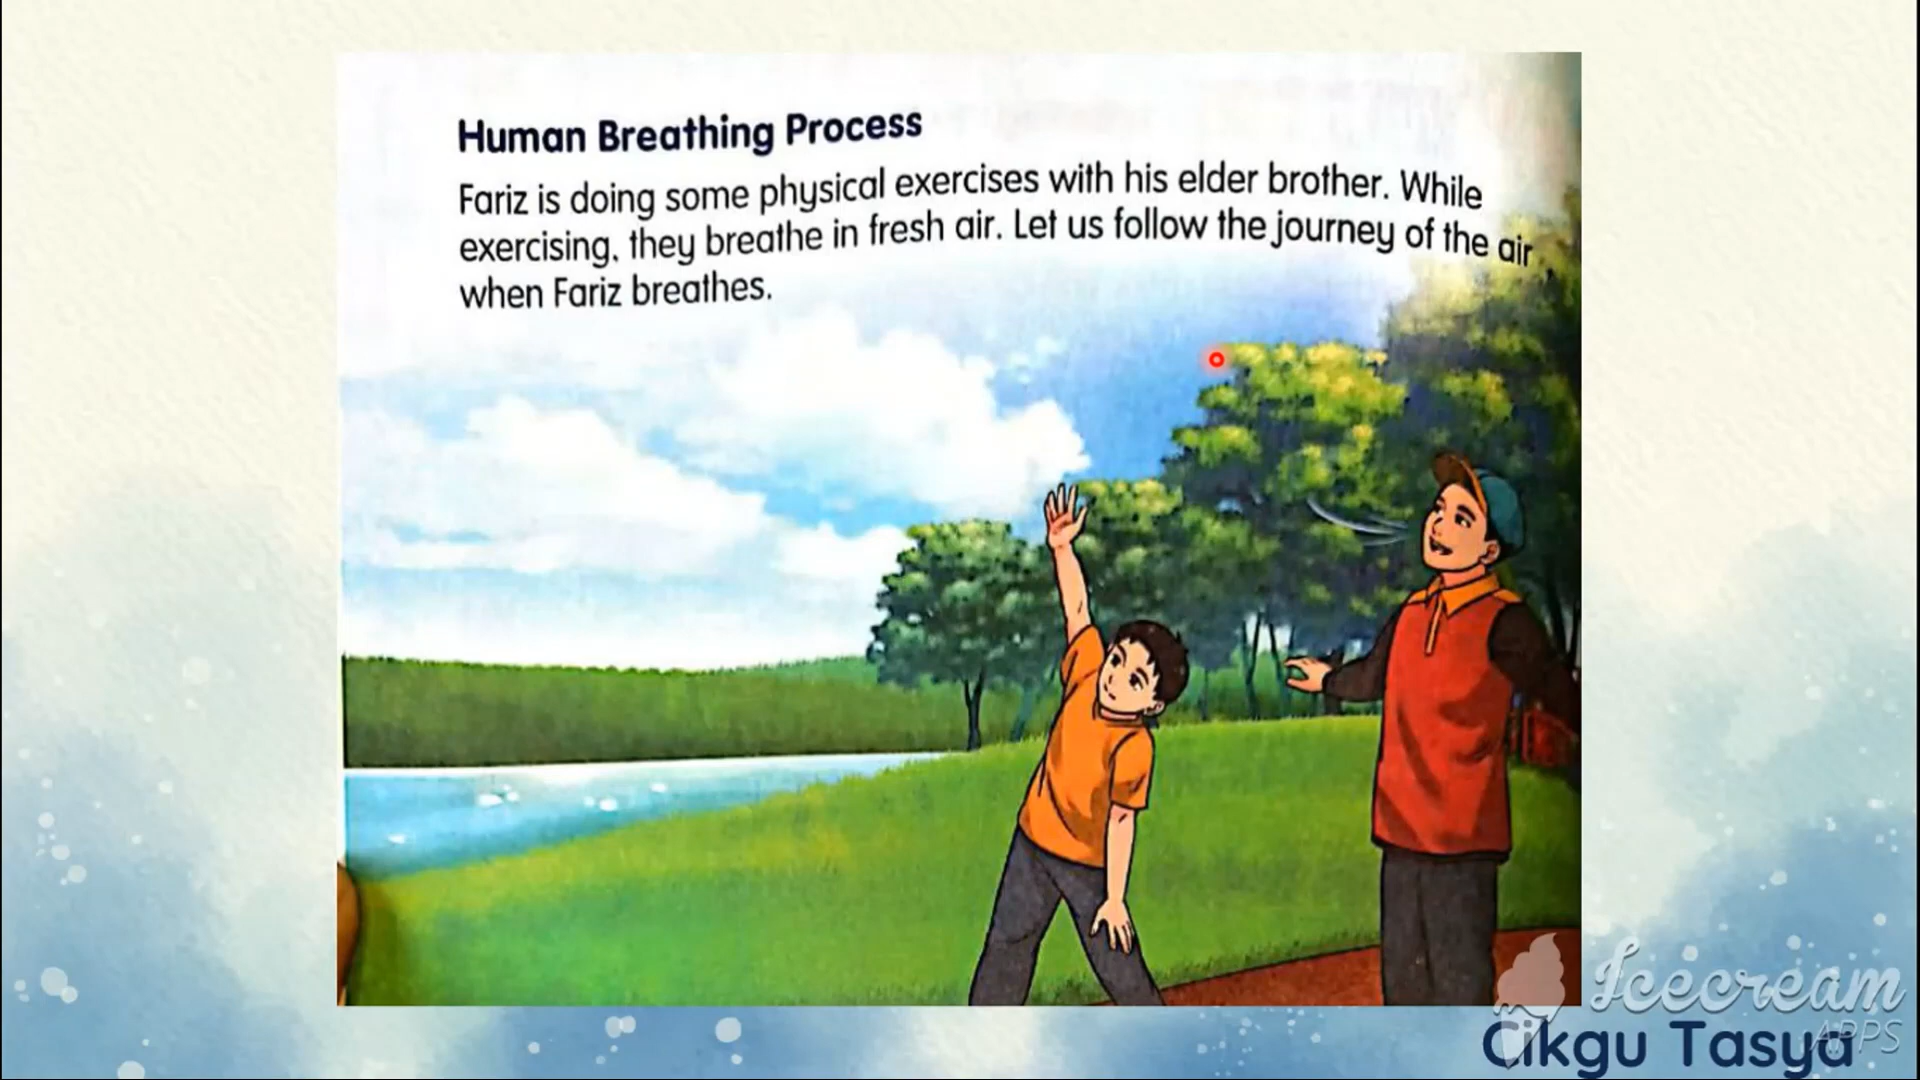 Human Breathing Process
Fariz is doing some physical exercises with his elder brother. While
exercising, they breathe in fresh air. Let us follow the journey of the air
when Fariz breathes.
Icecream
APPS
Cikgu Tasya